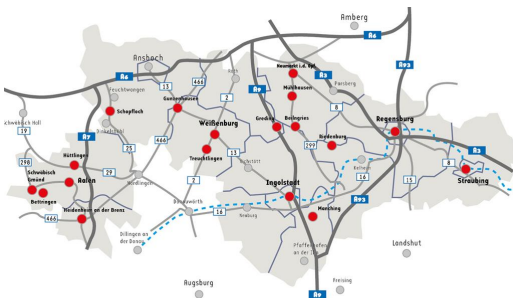 Amberg
A6
Ansbach
A9
A93
Neumarkt i.d. Opf.
A6
466
A3
Roth
Parsberg
Feuchtwangen
13
Mühlhausen
Gunzenhausen
2
8
Schopfloch
Regensburg
Schwäbisch Hall
Weißenburg
Greding
Beilngries
Dinkelsbühl
19
A7
466
Riedenburg
25
Treuchtlingen
13
299
A3
Hüttlingen
Eichstätt
8
298
Kelheim
Schwäbisch
Gmünd
29
16
Aalen
2
Ingolstadt
15
Straubing
Nördlingen
Bettringen
Donauwörth
A93
16
Manching
Heidenheim an der Brenz
Neuburg
466
Dillingen
an der Donau
Pfaffenhofen
an der Ilm
Landshut
Freising
A9